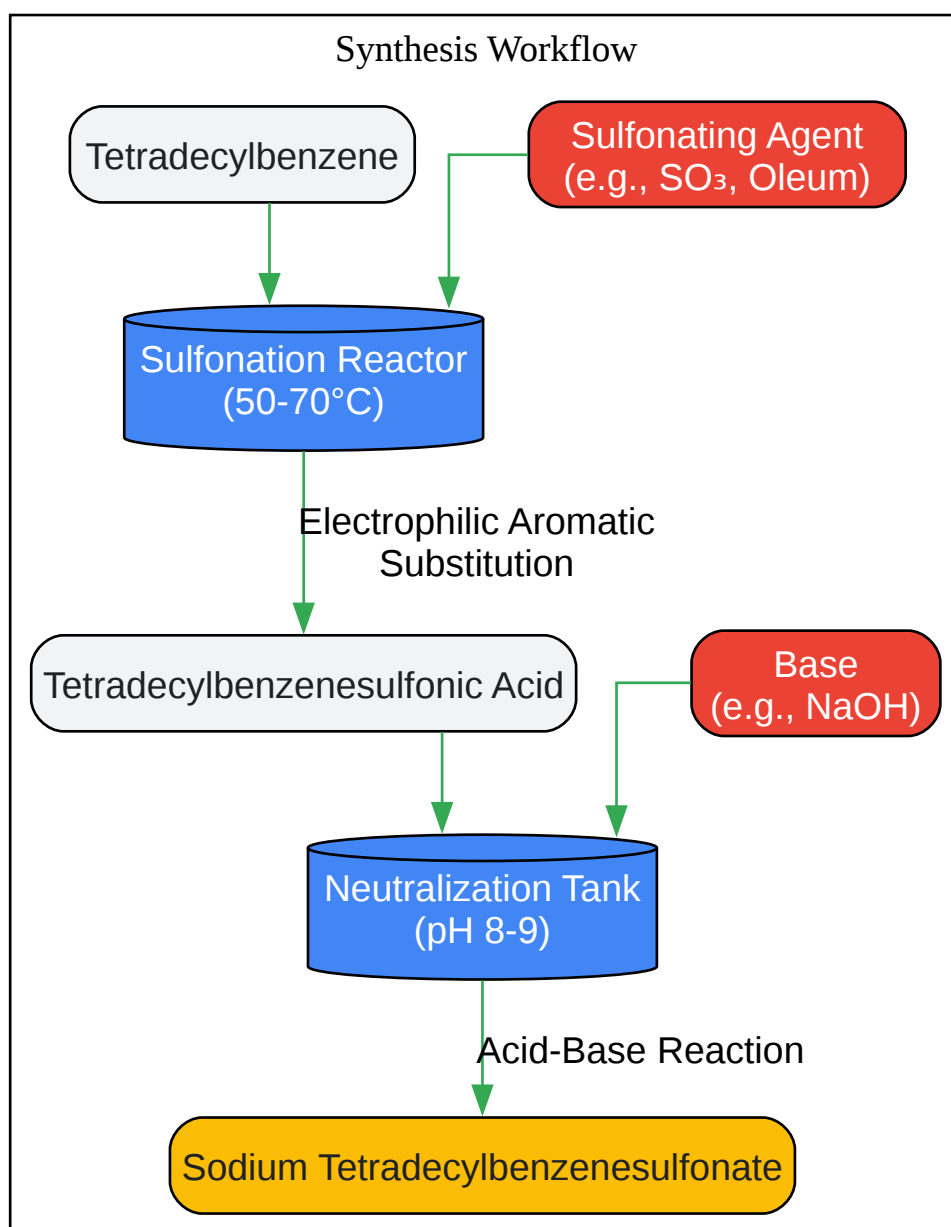 Synthesis Workflow
Tetradecylbenzene
Sulfonating Agent
(e.g., SO₃, Oleum)
Sulfonation Reactor
(50-70°C)
Electrophilic Aromatic
Substitution
Tetradecylbenzenesulfonic Acid
Base
(e.g., NaOH)
Neutralization Tank
(pH 8-9)
Acid-Base Reaction
Sodium Tetradecylbenzenesulfonate